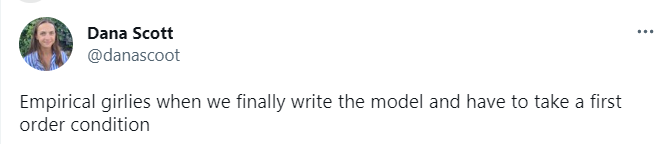 Dana Scott
@danascoot
Empirical girlies when we finally write the model and have to take a first
order condition